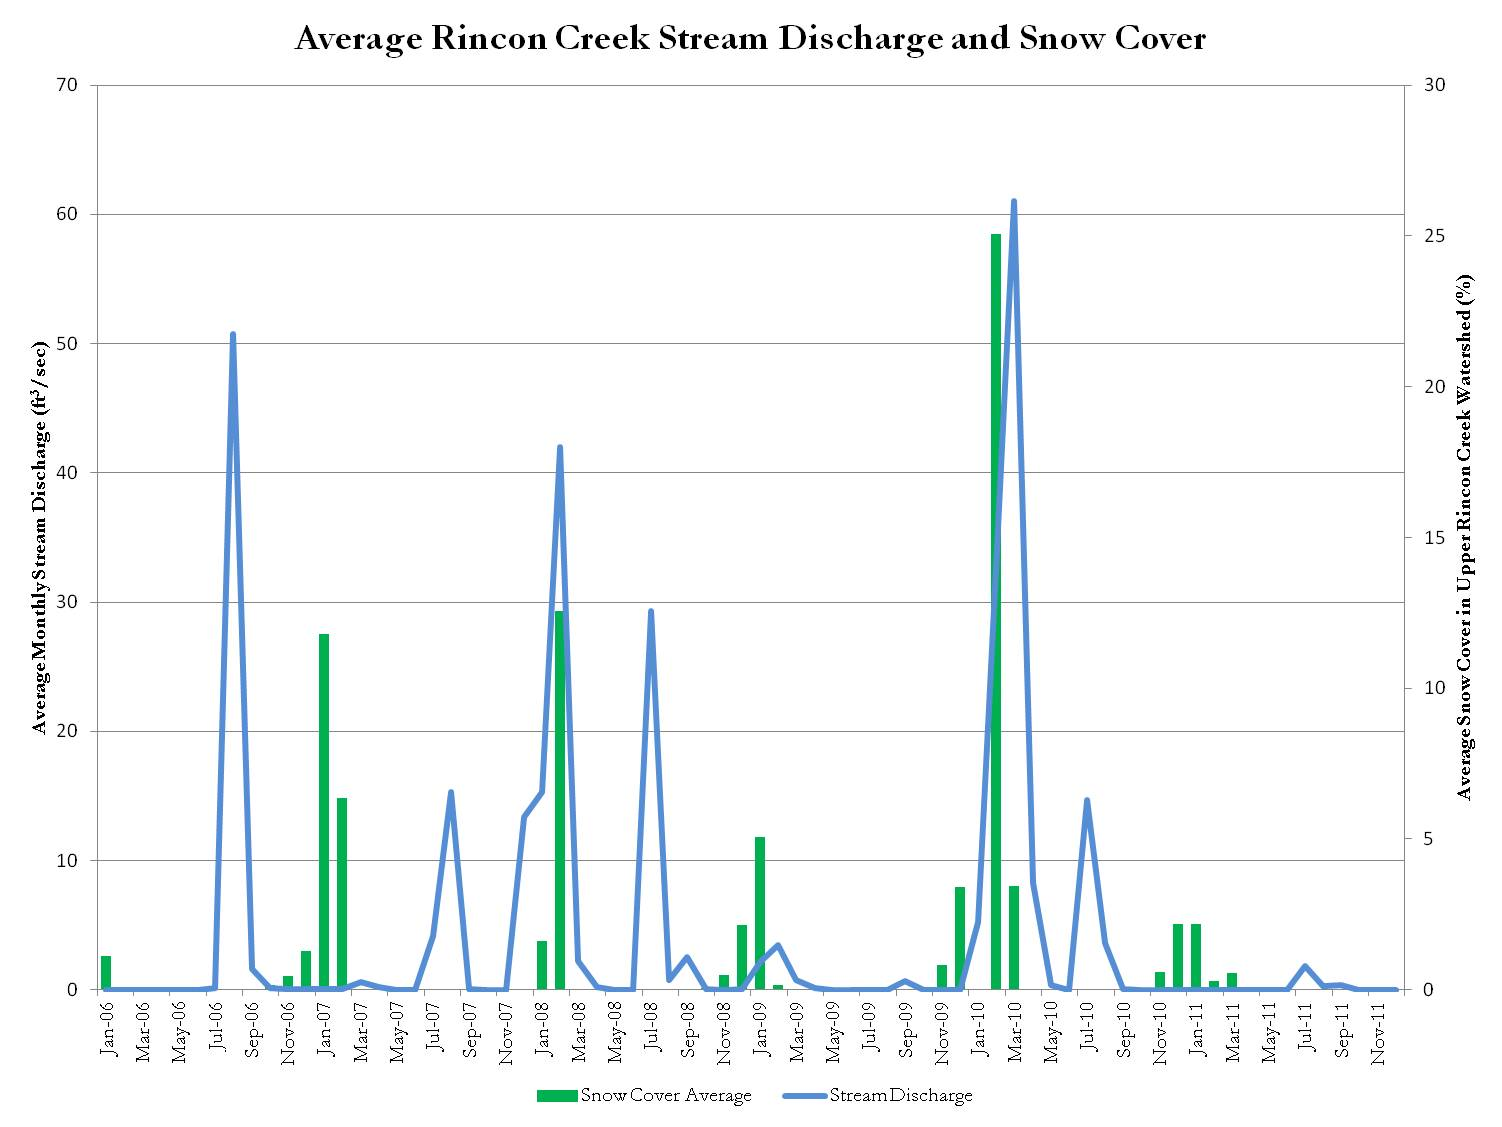 Average Rincon Creek Stream Discharge and Snow Cover
Average Monthly Stream Discharge (ft³/sec)
70
60
50
40
30
20
10
0
30
25
20
15
10
5
0
Average Snow Cover in Upper Rincon Creek Watershed (%)
Jan-06
Mar-06
May-06
Jul-06
Sep-06
Nov-06
Jan-07
Mar-07
May-07
Jul-07
Sep-07
Nov-07
Jan-08
Mar-08
May-08
Jul-08
Sep-08
Nov-08
Jan-09
Mar-09
May-09
Jul-09
Sep-09
Nov-09
Jan-10
Mar-10
May-10
Jul-10
Sep-10
Nov-10
Jan-11
Mar-11
May-11
Jul-11
Sep-11
Nov-11
Snow Cover Average
Stream Discharge